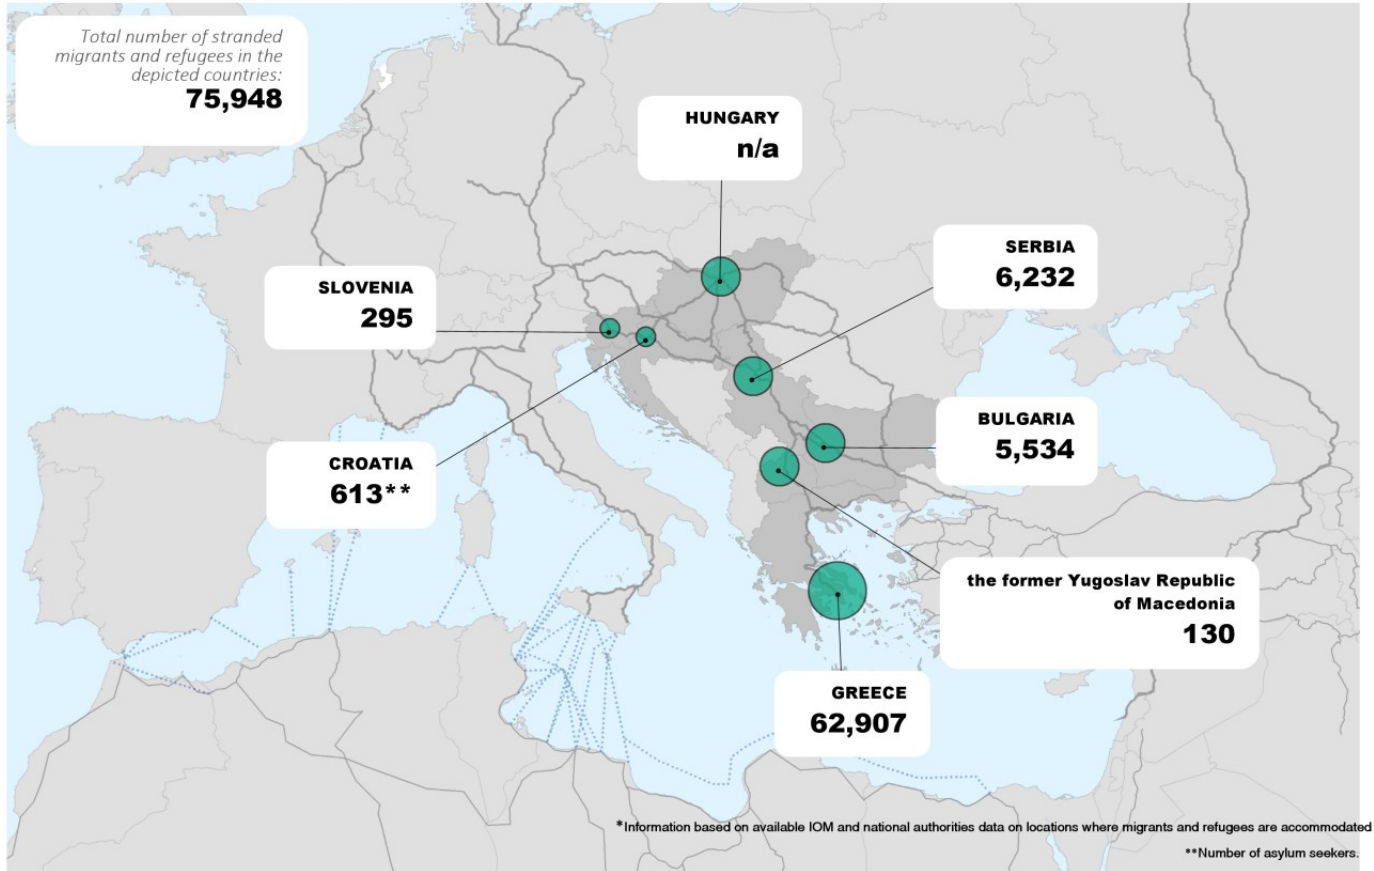 Total number of stranded
migrants and refugees in the
depicted countries:
75,948
HUNGARY
n/a
SERBIA
6,232
SLOVENIA
295
BULGARIA
5,534
CROATIA
613**
the former Yugoslav Republic
of Macedonia
130
GREECE
62,907
*Information based on available IOM and national authorities data on locations where migrants and refugees are accommodated
**Number of asylum seekers.